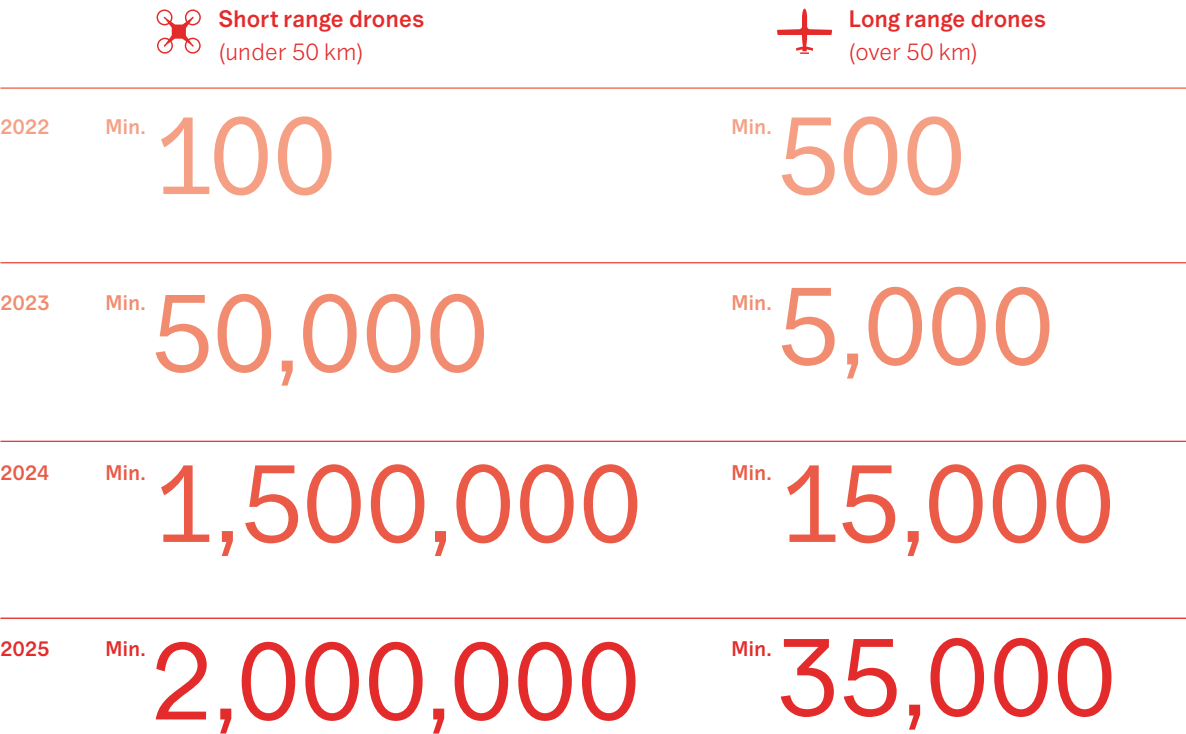 Short range drones
(under 50 km)
Long range drones
(over 50 km)
2022 Min. 100 Min. 500
2023 Min. 50,000 Min. 5,000
2024 Min. 1,500,000 Min. 15,000
2025 Min. 2,000,000 Min. 35,000